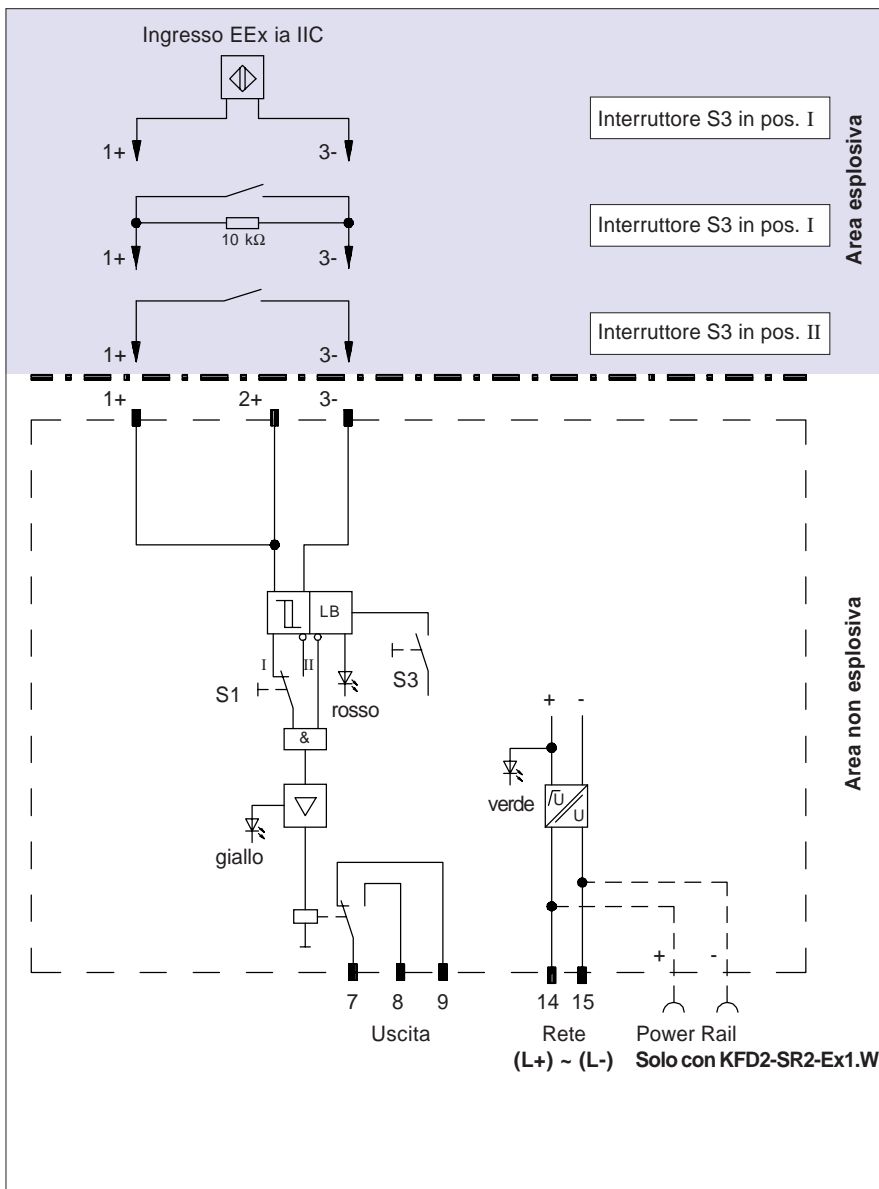 Ingresso EEx ia IIC
Interruttore S3 in pos. I
1+ 3-
Area esplosiva
10 kΩ
Interruttore S3 in pos. I
1+ 3-
Interruttore S3 in pos. II
1+ 3-
1+ 2+ 3-
Area non esplosiva
LB
I II
S1
S3
rosso
&
+ -
verde
U
U
giallo
+ -
7 8 9
14 15
Uscita
Rete
Power Rail
(L+) ~ (L-)
Solo con KFD2-SR2-Ex1.W